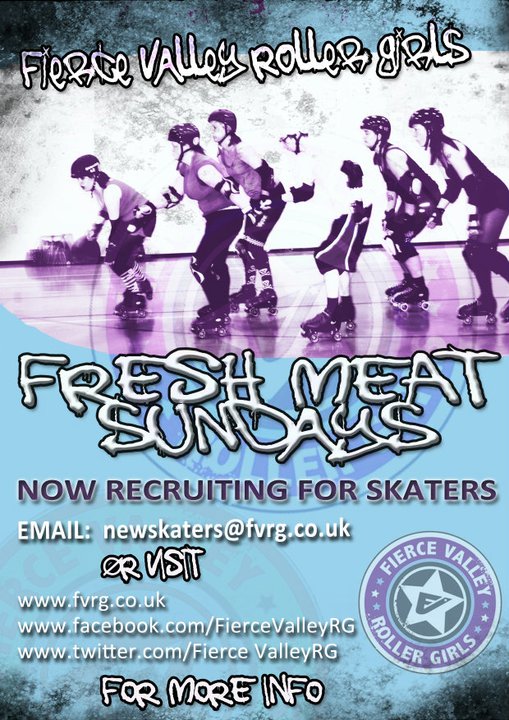 Fierce Valley Roller Girls
FRESH MEAT
SUNDAYS
NOW RECRUITING FOR SKATERS
EMAIL: newskaters@fvrg.co.uk
OR VISIT
www.fvrg.co.uk
www.facebook.com/FierceValleyRG
www.twitter.com/Fierce ValleyRG
FOR MORE INFO
FIERCE VALLEY
ROLLER GIRLS